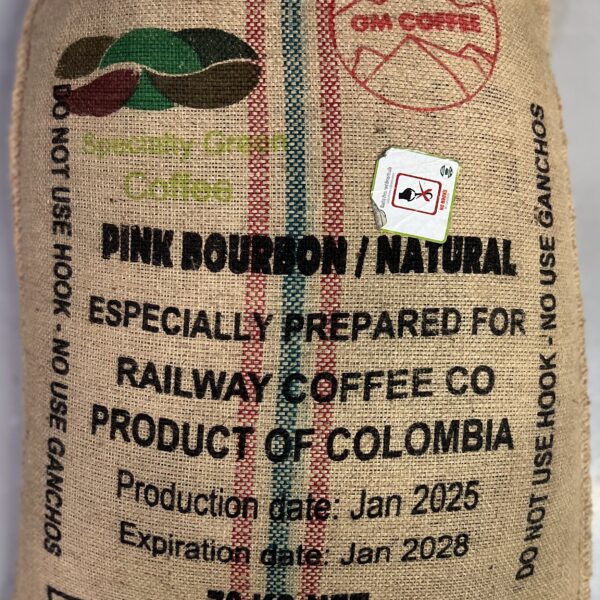 GM COFFEE
Specialty Green
Coffee
DO NOT USE HOOK - NO USE GANCHOS
DO NOT USE HOOK - NO USE GANCHOS
PINK BOURBON / NATURAL
ESPECIALLY PREPARED FOR
RAILWAY COFFEE CO
PRODUCT OF COLOMBIA
Production date: Jan 2025
Expiration date: Jan 2028